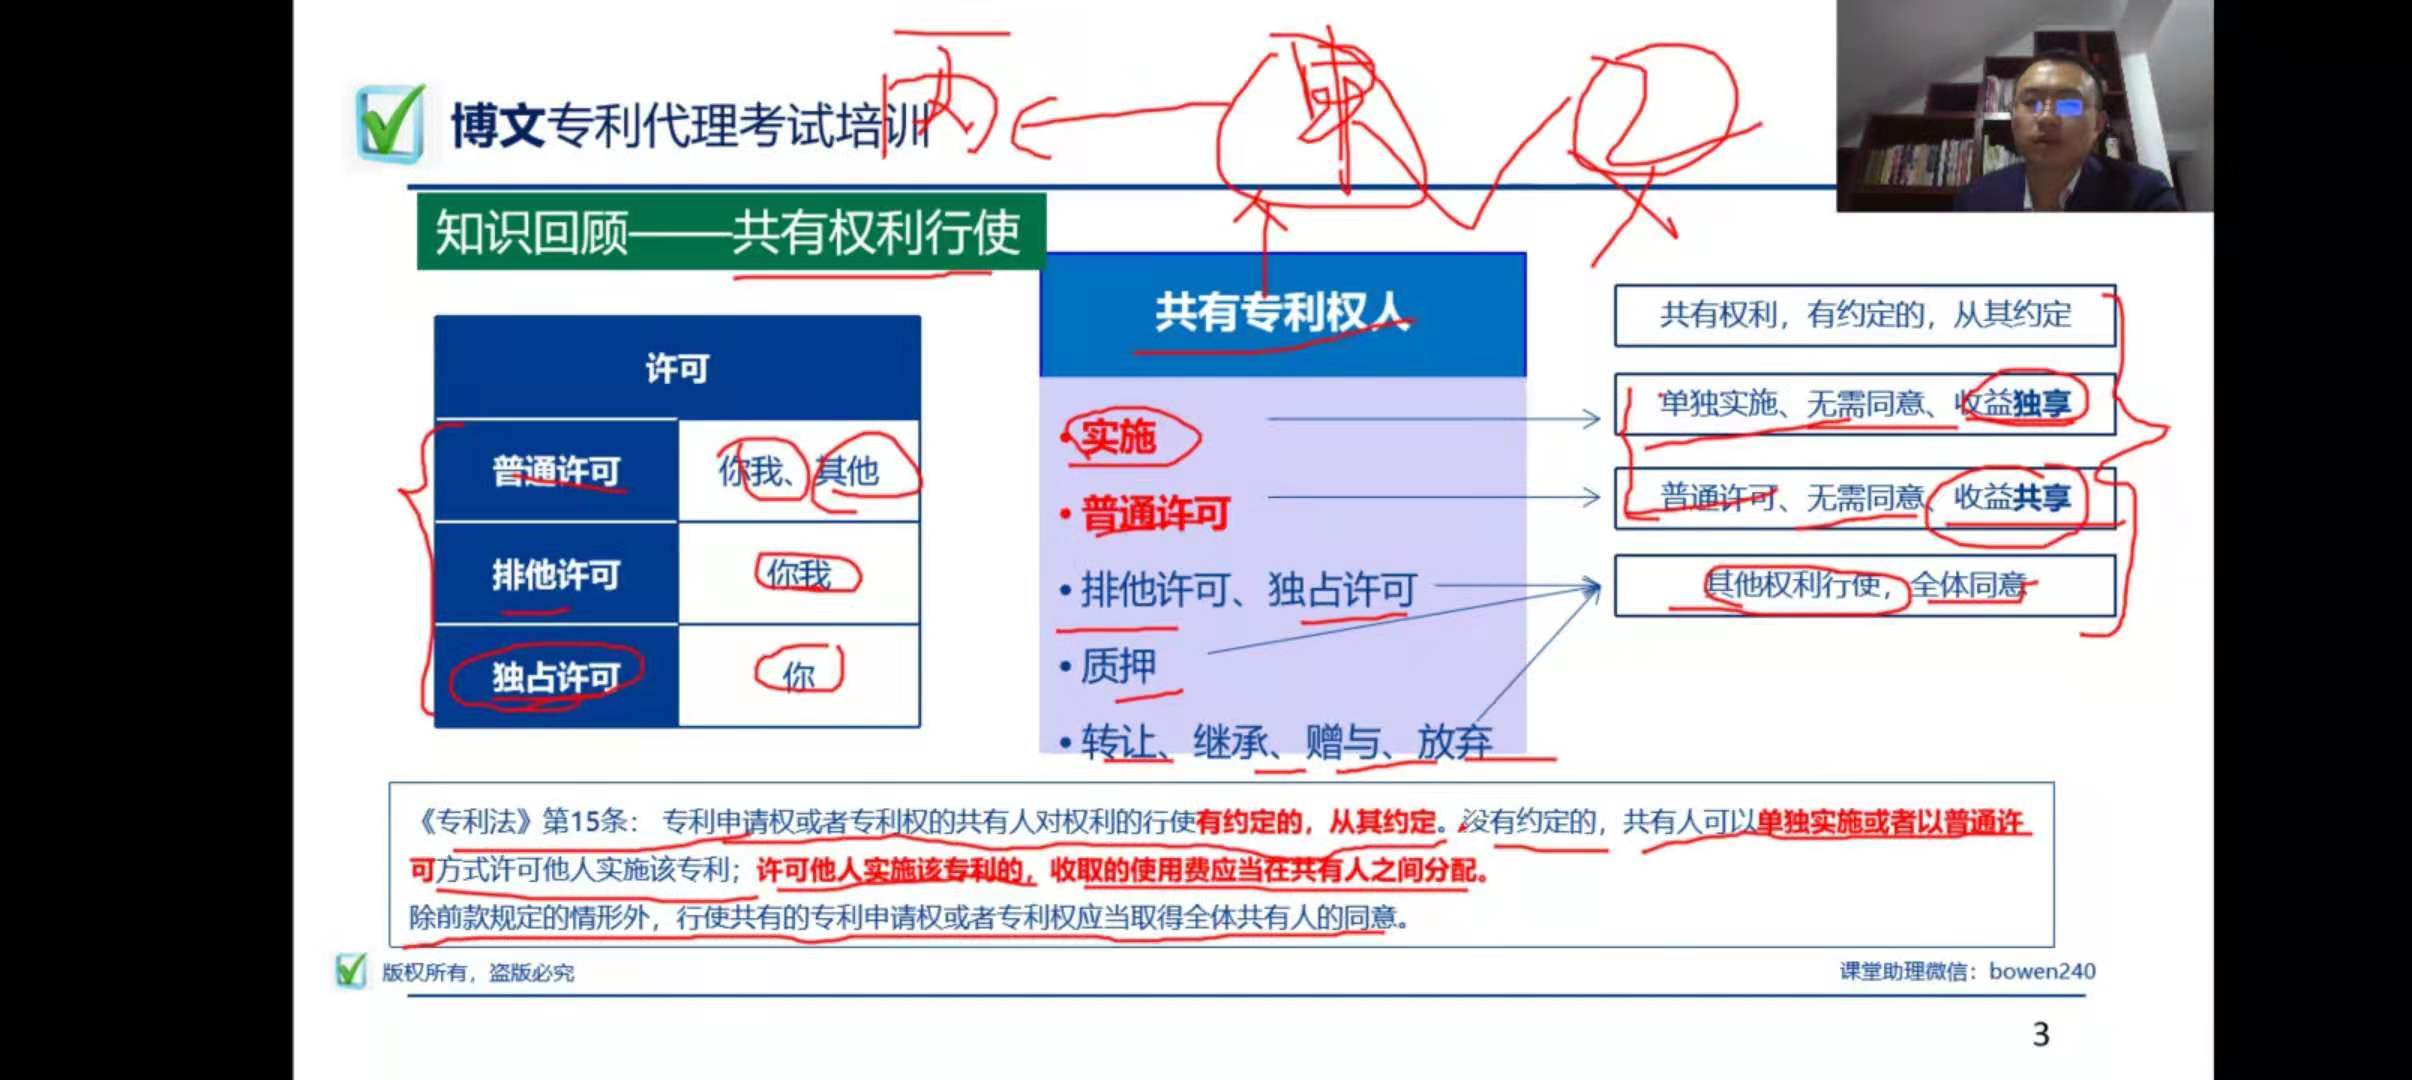 博文专利代理考试培训
知识回顾——共有权利行使
许可
普通许可 你我、其他
排他许可 你我
独占许可 你
共有专利权人
• 实施
• 普通许可
• 排他许可、独占许可
• 质押
• 转让、继承、赠与、放弃
共有权利，有约定的，从其约定
单独实施、无需同意、收益独享
普通许可、无需同意、收益共享
其他权利行使，全体同意
《专利法》第15条： 专利申请权或者专利权的共有人对权利的行使有约定的，从其约定。没有约定的，共有人可以单独实施或者以普通许
可方式许可他人实施该专利；许可他人实施该专利的，收取的使用费应当在共有人之间分配。
除前款规定的情形外，行使共有的专利申请权或者专利权应当取得全体共有人的同意。
版权所有，盗版必究
课堂助理微信：bowen240
3